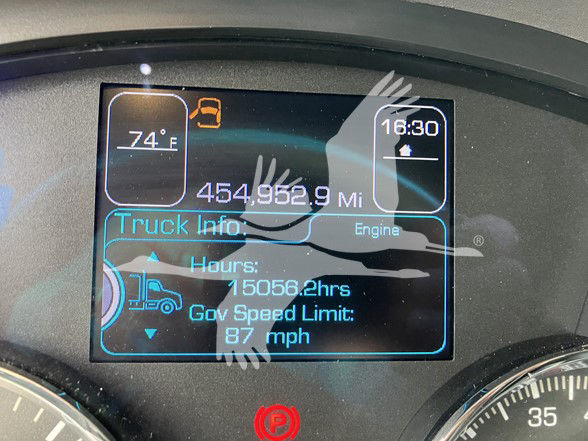 74°F
16:30
454,952.9 Mi
Truck Info:
Engine
Hours:
15056.2hrs
Gov Speed Limit:
87 mph
®
(P)
35